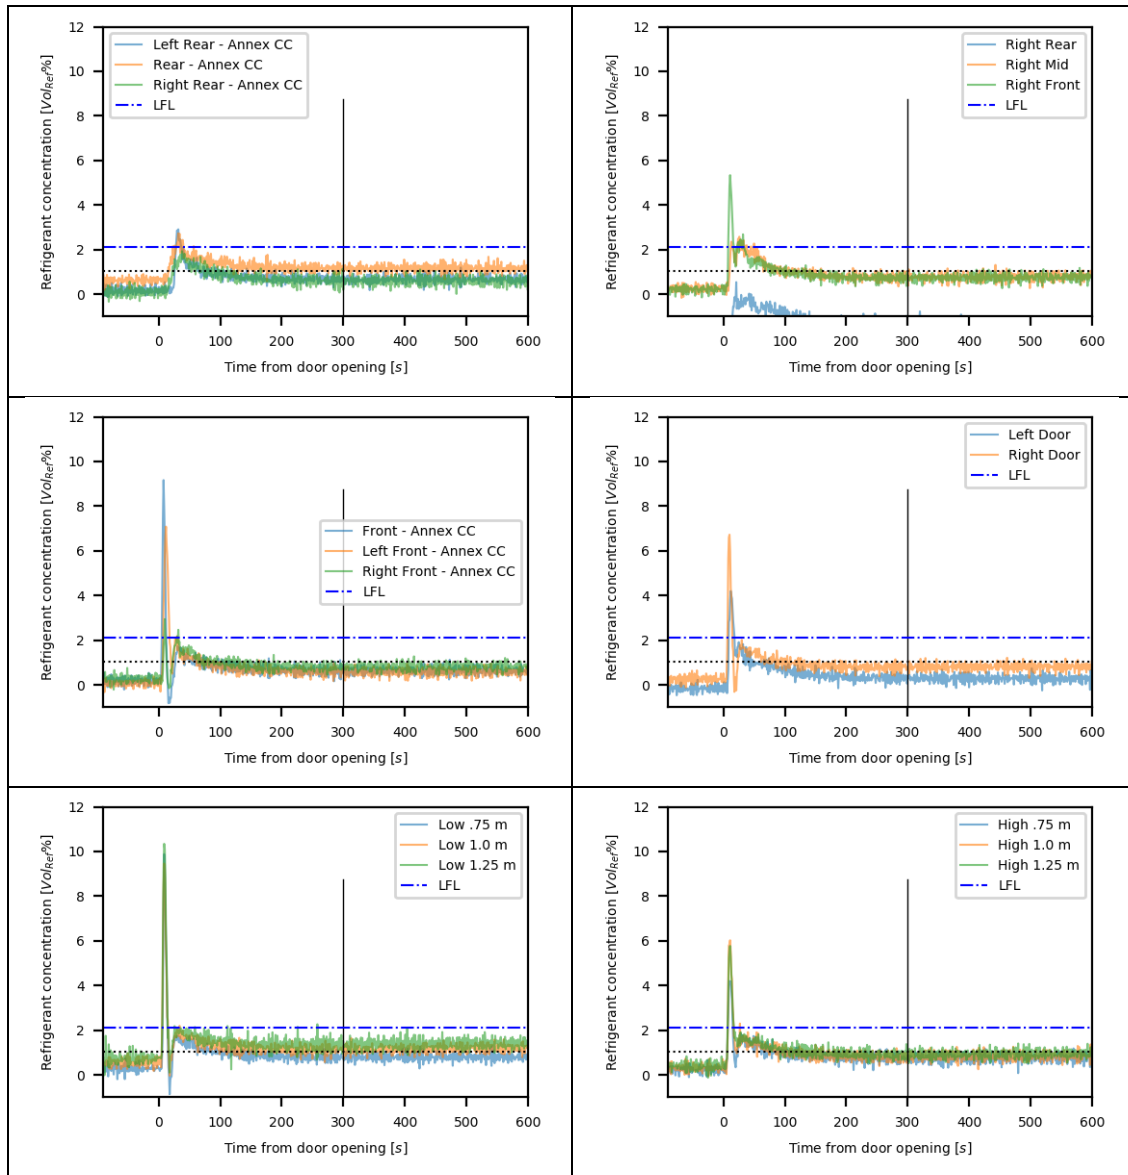 12
10
8
6
4
2
0
Refrigerant concentration [Vol_Ref%]
Left Rear - Annex CC
Rear - Annex CC
Right Rear - Annex CC
LFL
0 100 200 300 400 500 600
Time from door opening [s]
12
10
8
6
4
2
0
Refrigerant concentration [Vol_Ref%]
Right Rear
Right Mid
Right Front
LFL
0 100 200 300 400 500 600
Time from door opening [s]
12
10
8
6
4
2
0
Refrigerant concentration [Vol_Ref%]
Front - Annex CC
Left Front - Annex CC
Right Front - Annex CC
LFL
0 100 200 300 400 500 600
Time from door opening [s]
12
10
8
6
4
2
0
Refrigerant concentration [Vol_Ref%]
Left Door
Right Door
LFL
0 100 200 300 400 500 600
Time from door opening [s]
12
10
8
6
4
2
0
Refrigerant concentration [Vol_Ref%]
Low .75 m
Low 1.0 m
Low 1.25 m
LFL
0 100 200 300 400 500 600
Time from door opening [s]
12
10
8
6
4
2
0
Refrigerant concentration [Vol_Ref%]
High .75 m
High 1.0 m
High 1.25 m
LFL
0 100 200 300 400 500 600
Time from door opening [s]